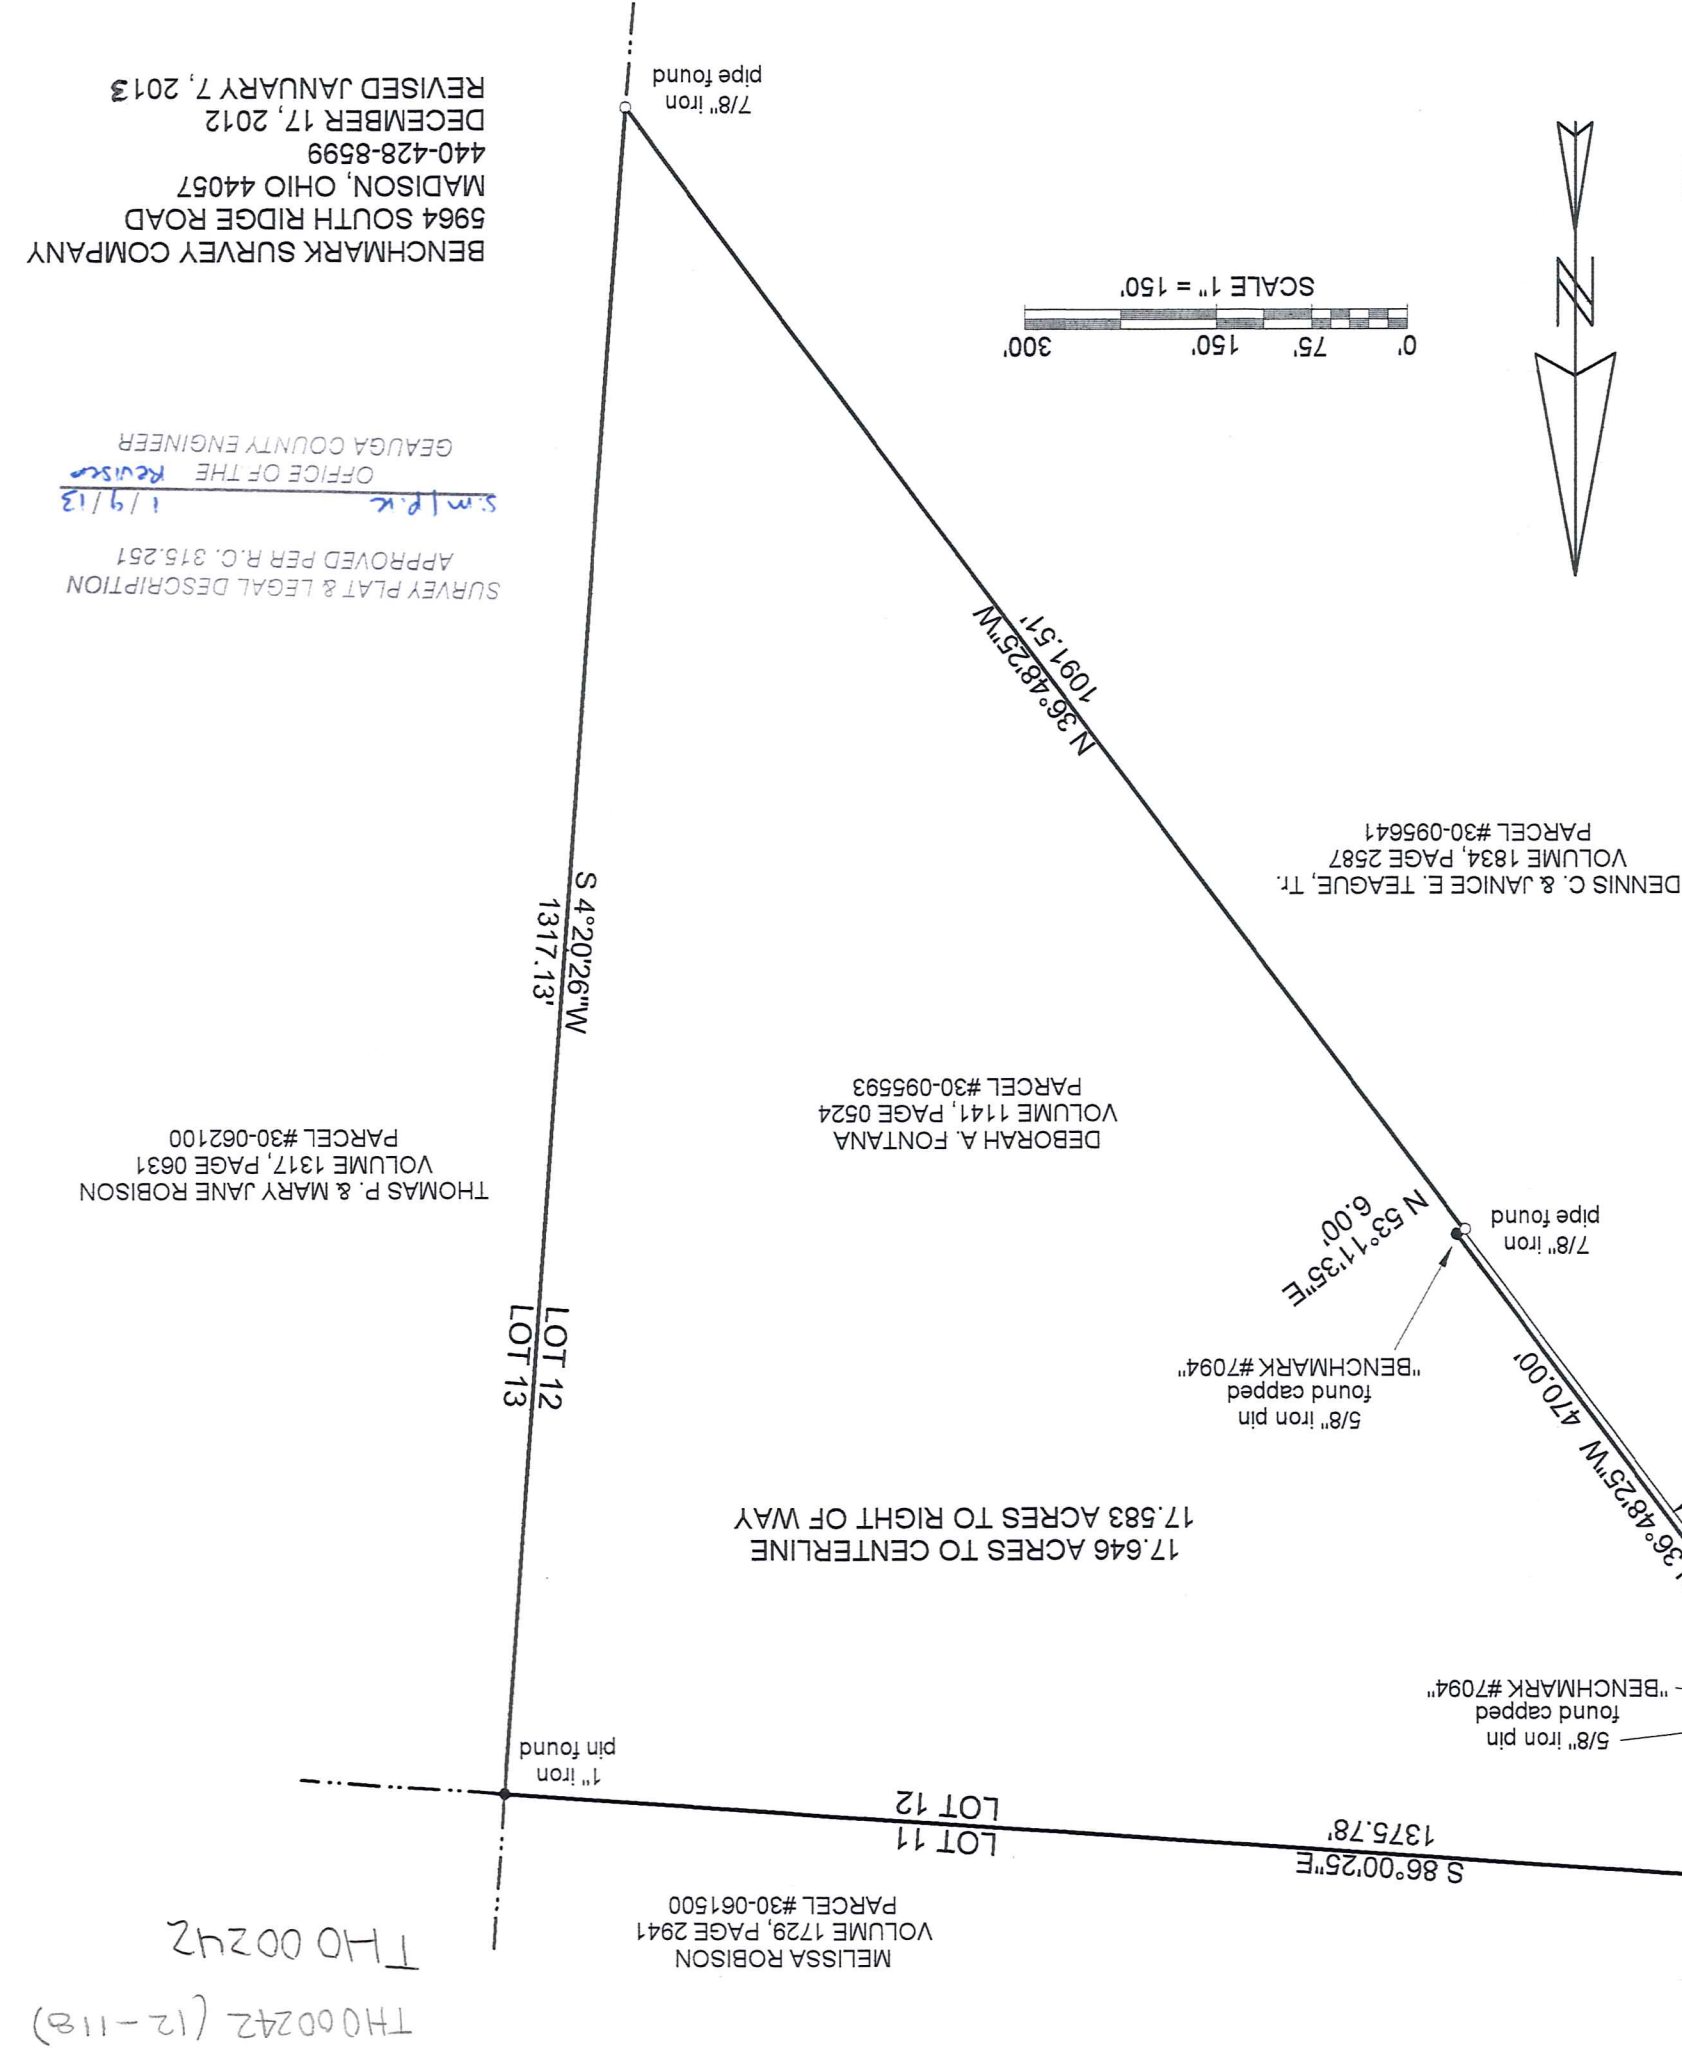 TH000242 (12-118)
TH000242
MELISSA ROBISON
VOLUME 1729, PAGE 2941
PARCEL #30-061500
S 86°00'25"E
1375.78'
LOT 11
LOT 12
1" iron
pin found
5/8" iron pin
found capped
"BENCHMARK #7094"
17.646 ACRES TO CENTERLINE
17.583 ACRES TO RIGHT OF WAY
36°48'25"W 470.00'
5/8" iron pin
found capped
"BENCHMARK #7094"
LOT 12
LOT 13
N 53°11'35"E
6.00'
7/8" iron
pipe found
THOMAS P. & MARY JANE ROBISON
VOLUME 1317, PAGE 0631
PARCEL #30-062100
DEBORAH A. FONTANA
VOLUME 1141, PAGE 0524
PARCEL #30-095593
S 4°20'26"W
1317.13'
DENNIS C. & JANICE E. TEAGUE, Tr.
VOLUME 1834, PAGE 2587
PARCEL #30-095641
N 36°48'25"W
1091.51'
SURVEY PLAT & LEGAL DESCRIPTION
APPROVED PER R.C. 315.251
S.M/P.K 1/9/13
OFFICE OF THE Revised
GEAUGA COUNTY ENGINEER
N
0' 75' 150' 300'
SCALE 1" = 150'
BENCHMARK SURVEY COMPANY
5964 SOUTH RIDGE ROAD
MADISON, OHIO 44057
440-428-8599
DECEMBER 17, 2012
REVISED JANUARY 7, 2013
7/8" iron
pipe found